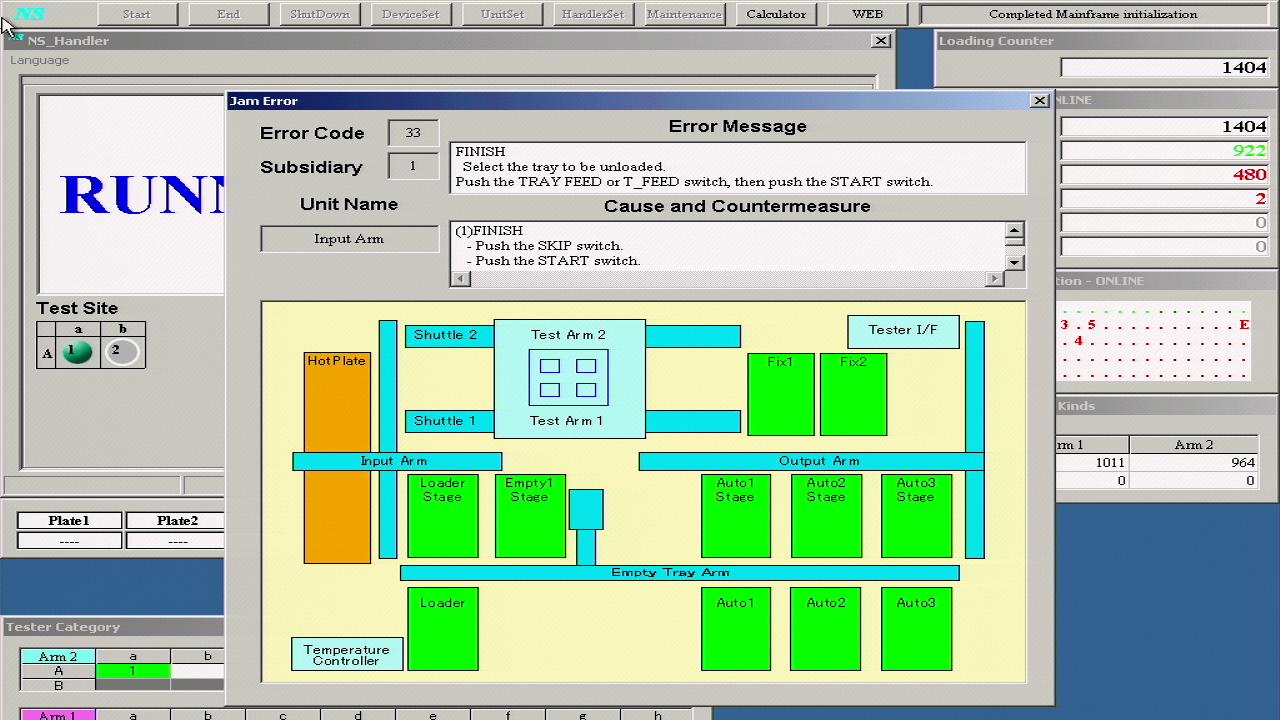 NS Start End ShutDown DeviceSet UnitSet HandlerSet Maintenance Calculator WEB Completed Mainframe initialization
NS_Handler
Language
Loading Counter
1404
NLINE
1404
922
480
2
0
0
tion - ONLINE
3 . 5
E
4
Kinds
rm 1 Arm 2
1011 964
0 0
RUNN
Test Site
a b
A 1 2
Plate1 Plate2
---- ----
Tester Category
Arm 2 a b
A 1
B
Arm 1 a b c d e f g h
Jam Error
Error Code 33
Subsidiary 1
Unit Name
Input Arm
Error Message
FINISH
Select the tray to be unloaded.
Push the TRAY FEED or T_FEED switch, then push the START switch.
Cause and Countermeasure
(1)FINISH
- Push the SKIP switch.
- Push the START switch.
Shuttle 2 Test Arm 2 Tester I/F
HotPlate Fix1 Fix2
Shuttle 1 Test Arm 1
Input Arm Output Arm
Loader Stage
Empty1 Stage
Auto1 Stage
Auto2 Stage
Auto3 Stage
Empty Tray Arm
Loader Auto1 Auto2 Auto3
Temperature
Controller